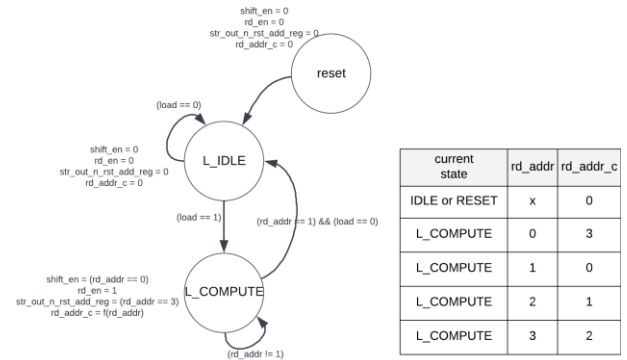 shift_en = 0
rd_en = 0
str_out_n_rst_add_reg = 0
rd_addr_c = 0
reset
(load == 0)
shift_en = 0
rd_en = 0
str_out_n_rst_add_reg = 0
rd_addr_c = 0
L_IDLE
(load == 1)
(rd_addr == 1) && (load == 0)
shift_en = (rd_addr == 0)
rd_en = 1
str_out_n_rst_add_reg = (rd_addr == 3)
rd_addr_c = f(rd_addr)
L_COMPUTE
(rd_addr != 1)
current state rd_addr rd_addr_c
IDLE or RESET x 0
L_COMPUTE 0 3
L_COMPUTE 1 0
L_COMPUTE 2 1
L_COMPUTE 3 2